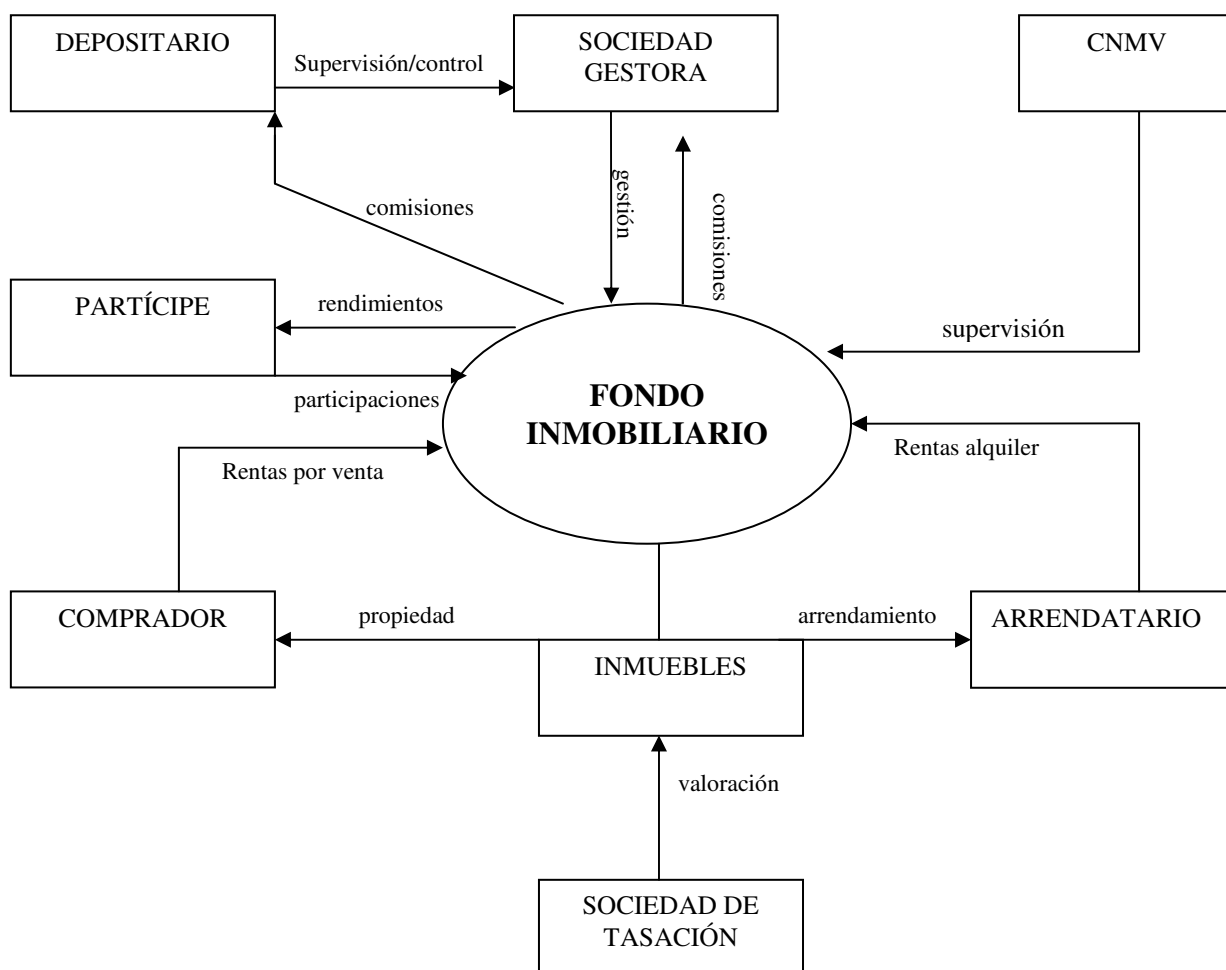 DEPOSITARIO
Supervisión/control
SOCIEDAD
GESTORA
CNMV
comisiones
gestión
comisiones
PARTÍCIPE
rendimientos
supervisión
participaciones
FONDO
INMOBILIARIO
Rentas por venta
Rentas alquiler
COMPRADOR
propiedad
INMUEBLES
arrendamiento
ARRENDATARIO
valoración
SOCIEDAD DE
TASACIÓN